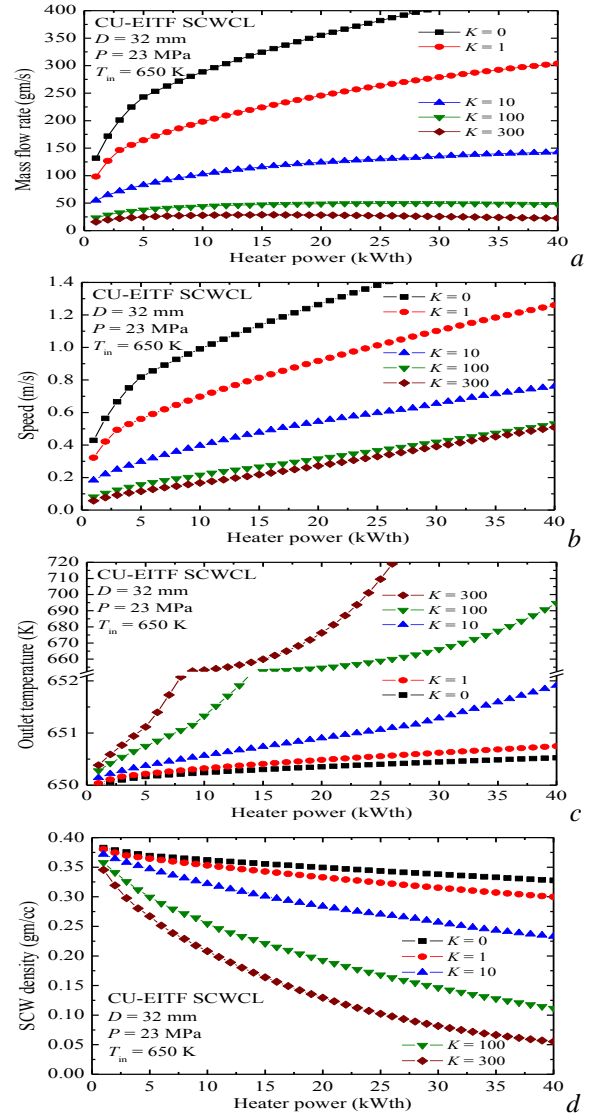 450
400
350
300
250
200
150
100
50
0
Mass flow rate (gm/s)
CU-EITF SCWCL
D = 32 mm
P = 23 MPa
T_in = 650 K
K = 0
K = 1
K = 10
K = 100
K = 300
0 5 10 15 20 25 30 35 40
Heater power (kWth)
a
1.4
1.2
1.0
0.8
0.6
0.4
0.2
0.0
Speed (m/s)
CU-EITF SCWCL
D = 32 mm
P = 23 MPa
T_in = 650 K
K = 0
K = 1
K = 10
K = 100
K = 300
0 5 10 15 20 25 30 35 40
Heater power (kWth)
b
720
710
700
690
680
670
660
652
651
650
Outlet temperature (K)
CU-EITF SCWCL
D = 32 mm
P = 23 MPa
T_in = 650 K
K = 300
K = 100
K = 10
K = 1
K = 0
0 5 10 15 20 25 30 35 40
Heater power (kWth)
c
0.40
0.35
0.30
0.25
0.20
0.15
0.10
0.05
0.00
SCW density (gm/cc)
K = 0
K = 1
K = 10
CU-EITF SCWCL
D = 32 mm
P = 23 MPa
T_in = 650 K
K = 100
K = 300
0 5 10 15 20 25 30 35 40
Heater power (kWth)
d